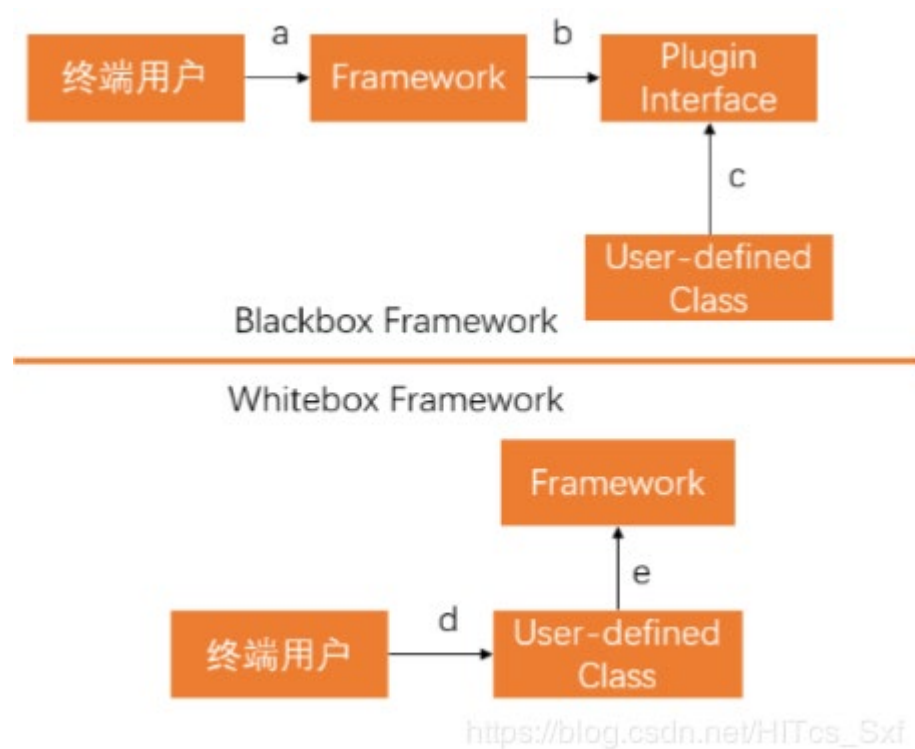 a
b
终端用户
Framework
Plugin
Interface
c
User-defined
Class
Blackbox Framework
Whitebox Framework
Framework
e
d
终端用户
User-defined
Class
https://blog.csdn.net/HITcs_Sxf